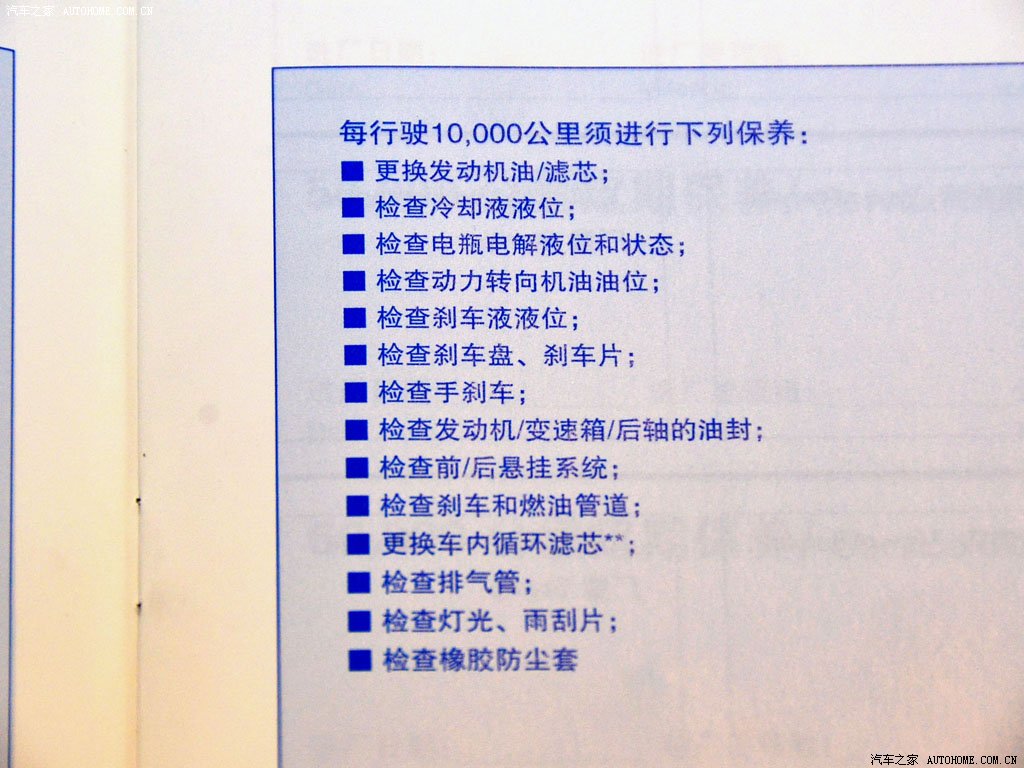 汽车之家 AUTOHOME.COM.CN
每行驶10,000公里须进行下列保养:
■ 更换发动机油/滤芯;
■ 检查冷却液液位;
■ 检查电瓶电解液位和状态;
■ 检查动力转向机油油位;
■ 检查刹车液液位;
■ 检查刹车盘、刹车片;
■ 检查手刹车;
■ 检查发动机/变速箱/后轴的油封;
■ 检查前/后悬挂系统;
■ 检查刹车和燃油管道;
■ 更换车内循环滤芯**;
■ 检查排气管;
■ 检查灯光、雨刮片;
■ 检查橡胶防尘套
汽车之家 AUTOHOME.COM.CN